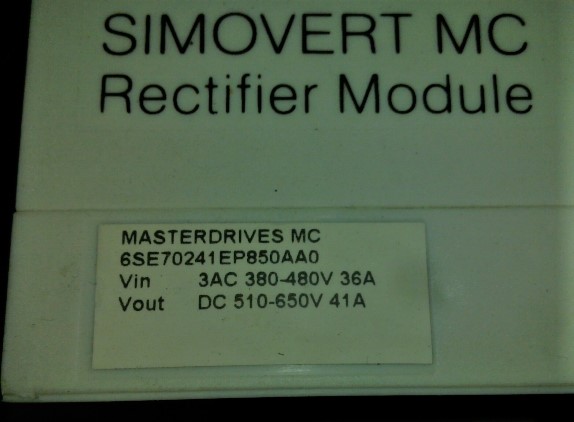 SIMOVERT MC
Rectifier Module
MASTERDRIVES MC
6SE70241EP850AA0
Vin 3AC 380-480V 36A
Vout DC 510-650V 41A